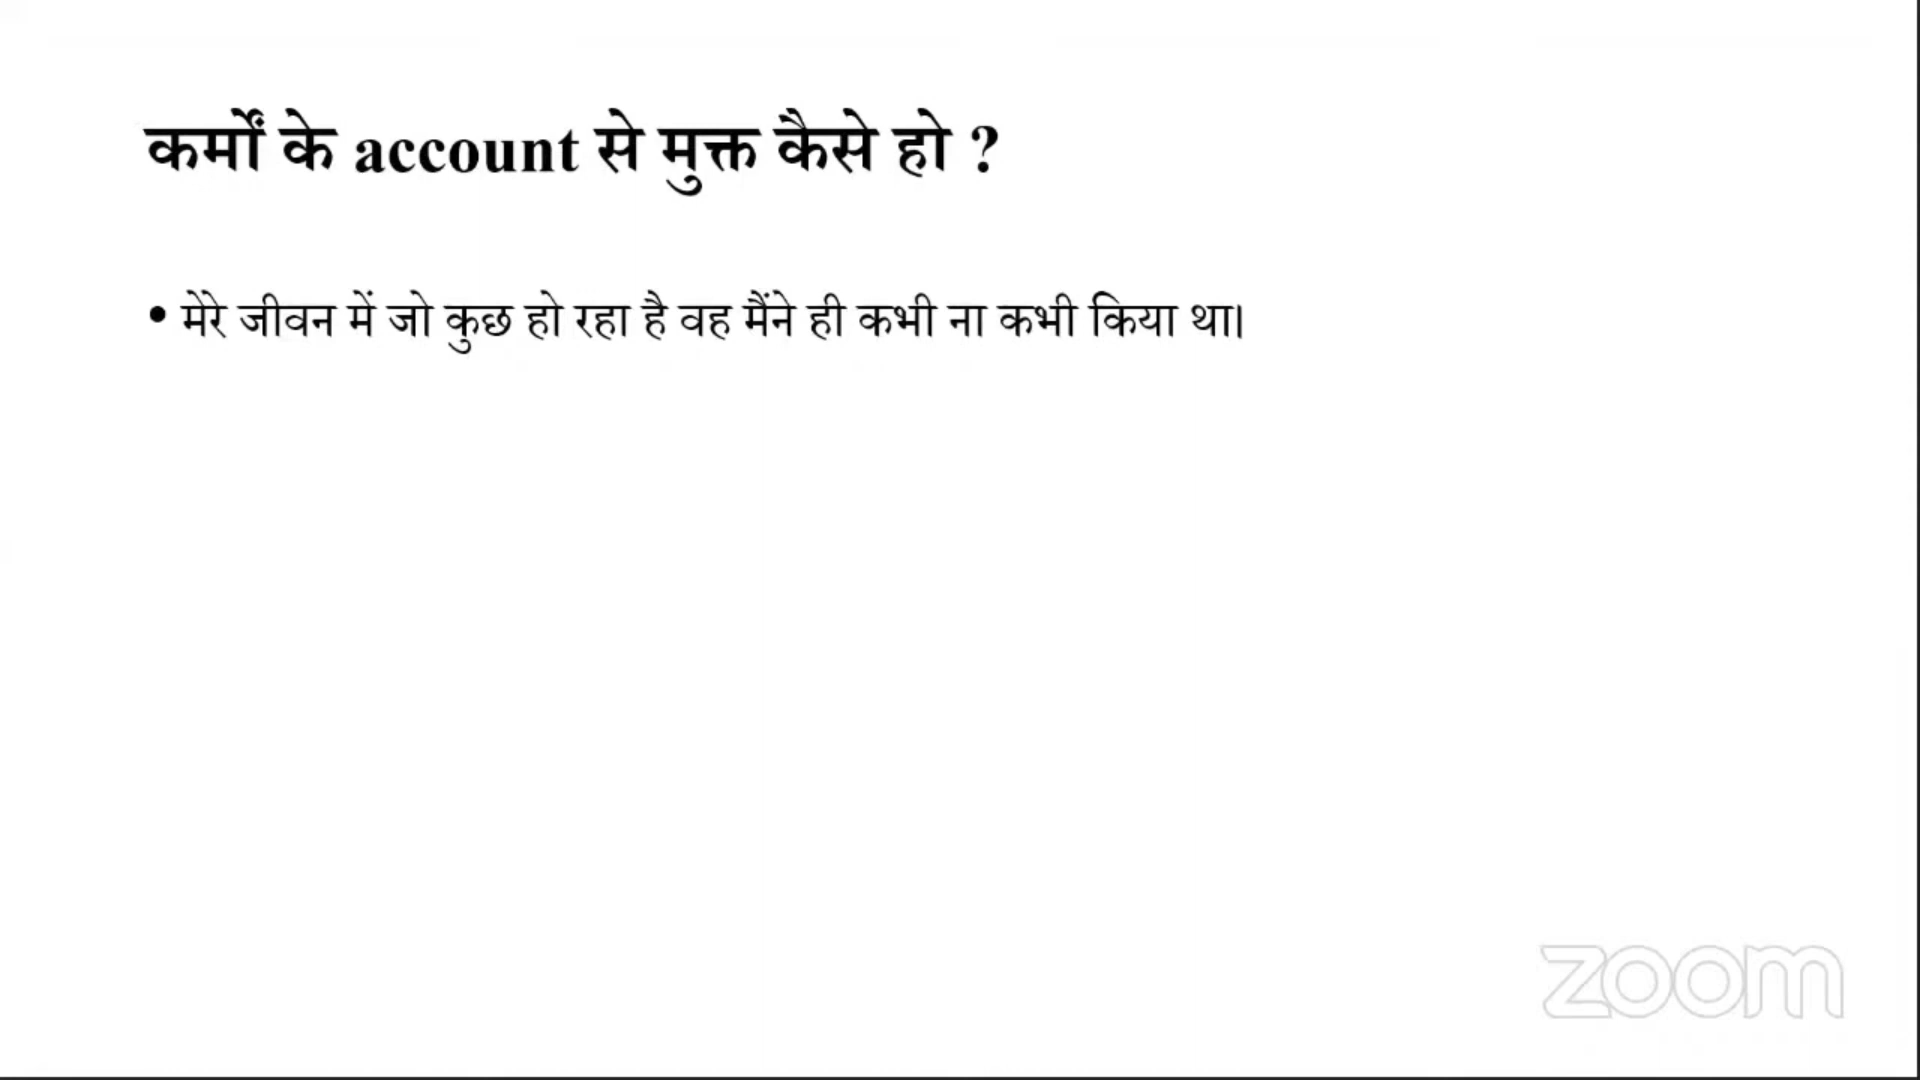 कर्मों के account से मुक्त कैसे हो ?
• मेरे जीवन में जो कुछ हो रहा है वह मैंने ही कभी ना कभी किया था।
zoom